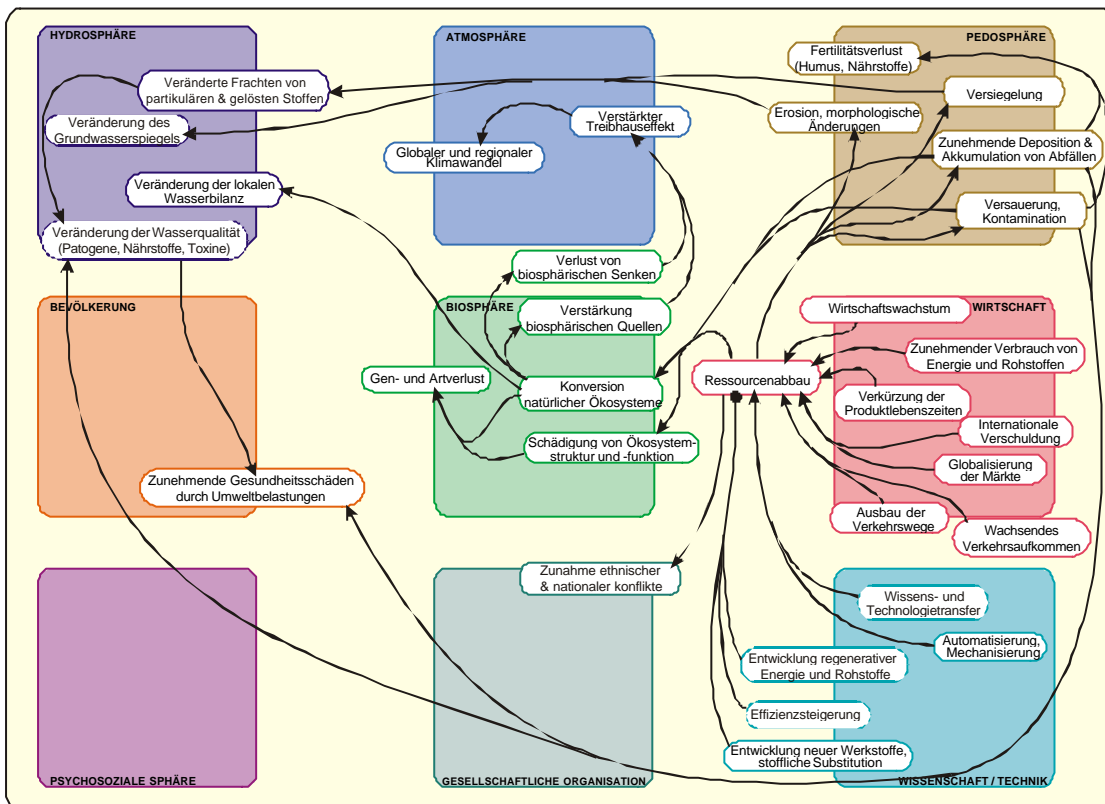 HYDROSPHÄRE
Veränderte Frachten von
partikulären & gelösten Stoffen
Veränderung des
Grundwasserspiegels
Veränderung der lokalen
Wasserbilanz
Veränderung der Wasserqualität
(Patogene, Nährstoffe, Toxine)
ATMOSPHÄRE
Verstärkter
Treibhauseffekt
Globaler und regionaler
Klimawandel
PEDOSPHÄRE
Fertilitätsverlust
(Humus, Nährstoffe)
Versiegelung
Erosion, morphologische
Änderungen
Zunehmende Deposition &
Akkumulation von Abfällen
Versauerung,
Kontamination
BEVÖLKERUNG
Zunehmende Gesundheitsschäden
durch Umweltbelastungen
Verlust von
biosphärischen Senken
BIOSPHÄRE
Verstärkung
biosphärischen Quellen
Gen- und Artverlust
Konversion
natürlicher Ökosysteme
Schädigung von Ökosystem-
struktur und -funktion
WIRTSCHAFT
Wirtschaftswachstum
Zunehmender Verbrauch von
Energie und Rohstoffen
Ressourcenabbau
Verkürzung der
Produktlebenszeiten
Internationale
Verschuldung
Globalisierung
der Märkte
Ausbau der
Verkehrswege
Wachsendes
Verkehrsaufkommen
PSYCHOSOZIALE SPHÄRE
Zunahme ethnischer
& nationaler konflikte
GESELLSCHAFTLICHE ORGANISATION
Wissens- und
Technologietransfer
Automatisierung,
Mechanisierung
Entwicklung regenerativer
Energie und Rohstoffe
Effizienzsteigerung
Entwicklung neuer Werkstoffe,
stoffliche Substitution
WISSENSCHAFT / TECHNIK